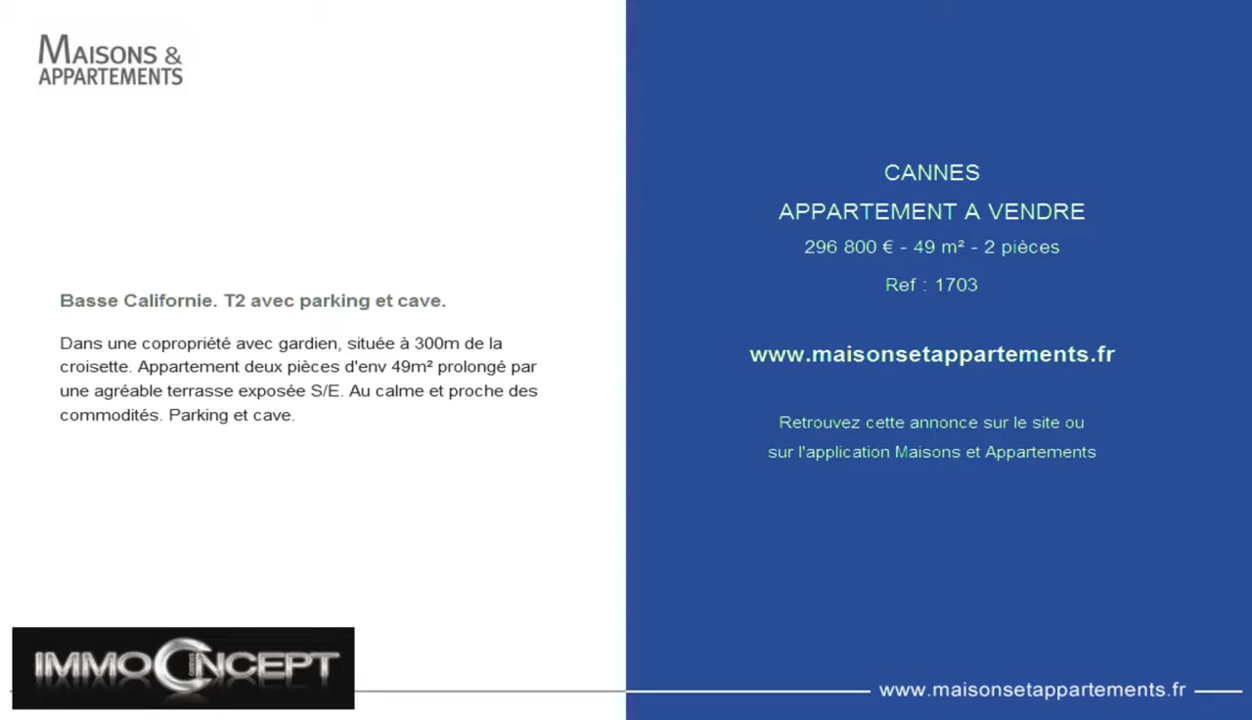 MAISONS &
APPARTEMENTS
Basse Californie. T2 avec parking et cave.
Dans une copropriété avec gardien, située à 300m de la
croisette. Appartement deux pièces d'env 49m² prolongé par
une agréable terrasse exposée S/E. Au calme et proche des
commodités. Parking et cave.
IMMOCONCEPT
CANNES
APPARTEMENT A VENDRE
296 800 € - 49 m² - 2 pièces
Ref : 1703
www.maisonsetappartements.fr
Retrouvez cette annonce sur le site ou
sur l'application Maisons et Appartements
www.maisonsetappartements.fr